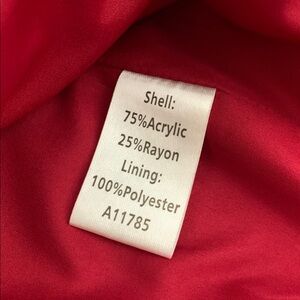 Shell:
75%Acrylic
25%Rayon
Lining:
100%Polyester
A11785